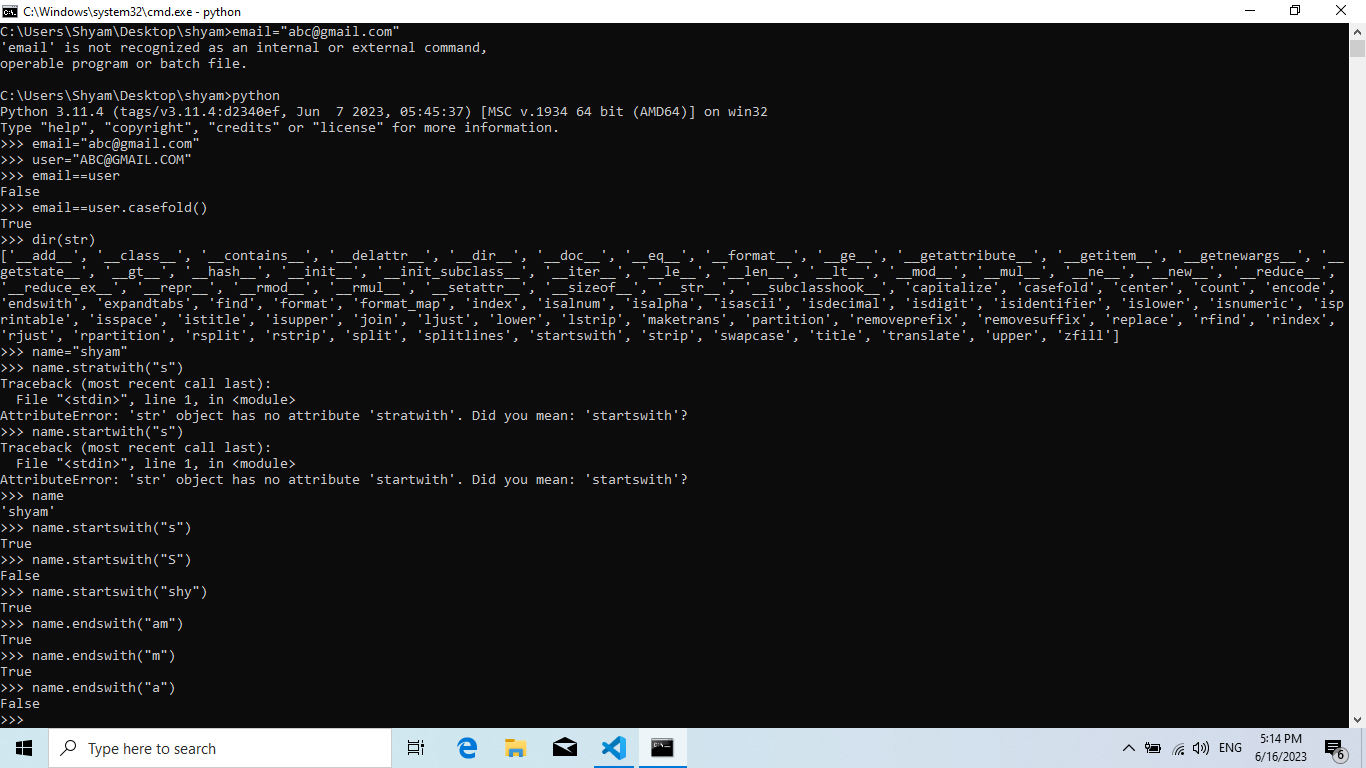 C:\Windows\system32\cmd.exe - python
C:\Users\Shyam\Desktop\shyam>email="abc@gmail.com"
'email' is not recognized as an internal or external command,
operable program or batch file.
C:\Users\Shyam\Desktop\shyam>python
Python 3.11.4 (tags/v3.11.4:d2340ef, Jun  7 2023, 05:45:37) [MSC v.1934 64 bit (AMD64)] on win32
Type "help", "copyright", "credits" or "license" for more information.
>>> email="abc@gmail.com"
>>> user="ABC@GMAIL.COM"
>>> email==user
False
>>> email==user.casefold()
True
>>> dir(str)
['__add__', '__class__', '__contains__', '__delattr__', '__dir__', '__doc__', '__eq__', '__format__', '__ge__', '__getattribute__', '__getitem__', '__getnewargs__', '__
getstate__', '__gt__', '__hash__', '__init__', '__init_subclass__', '__iter__', '__le__', '__len__', '__lt__', '__mod__', '__mul__', '__ne__', '__new__', '__reduce__',
'__reduce_ex__', '__repr__', '__rmod__', '__rmul__', '__setattr__', '__sizeof__', '__str__', '__subclasshook__', 'capitalize', 'casefold', 'center', 'count', 'encode',
'endswith', 'expandtabs', 'find', 'format', 'format_map', 'index', 'isalnum', 'isalpha', 'isascii', 'isdecimal', 'isdigit', 'isidentifier', 'islower', 'isnumeric', 'isp
rintable', 'isspace', 'istitle', 'isupper', 'join', 'ljust', 'lower', 'lstrip', 'maketrans', 'partition', 'removeprefix', 'removesuffix', 'replace', 'rfind', 'rindex',
'rjust', 'rpartition', 'rsplit', 'rstrip', 'split', 'splitlines', 'startswith', 'strip', 'swapcase', 'title', 'translate', 'upper', 'zfill']
>>> name="shyam"
>>> name.stratwith("s")
Traceback (most recent call last):
  File "<stdin>", line 1, in <module>
AttributeError: 'str' object has no attribute 'stratwith'. Did you mean: 'startswith'?
>>> name.startwith("s")
Traceback (most recent call last):
  File "<stdin>", line 1, in <module>
AttributeError: 'str' object has no attribute 'startwith'. Did you mean: 'startswith'?
>>> name
'shyam'
>>> name.startswith("s")
True
>>> name.startswith("S")
False
>>> name.startswith("shy")
True
>>> name.endswith("am")
True
>>> name.endswith("m")
True
>>> name.endswith("a")
False
>>>
Type here to search
ENG
5:14 PM
6/16/2023
6